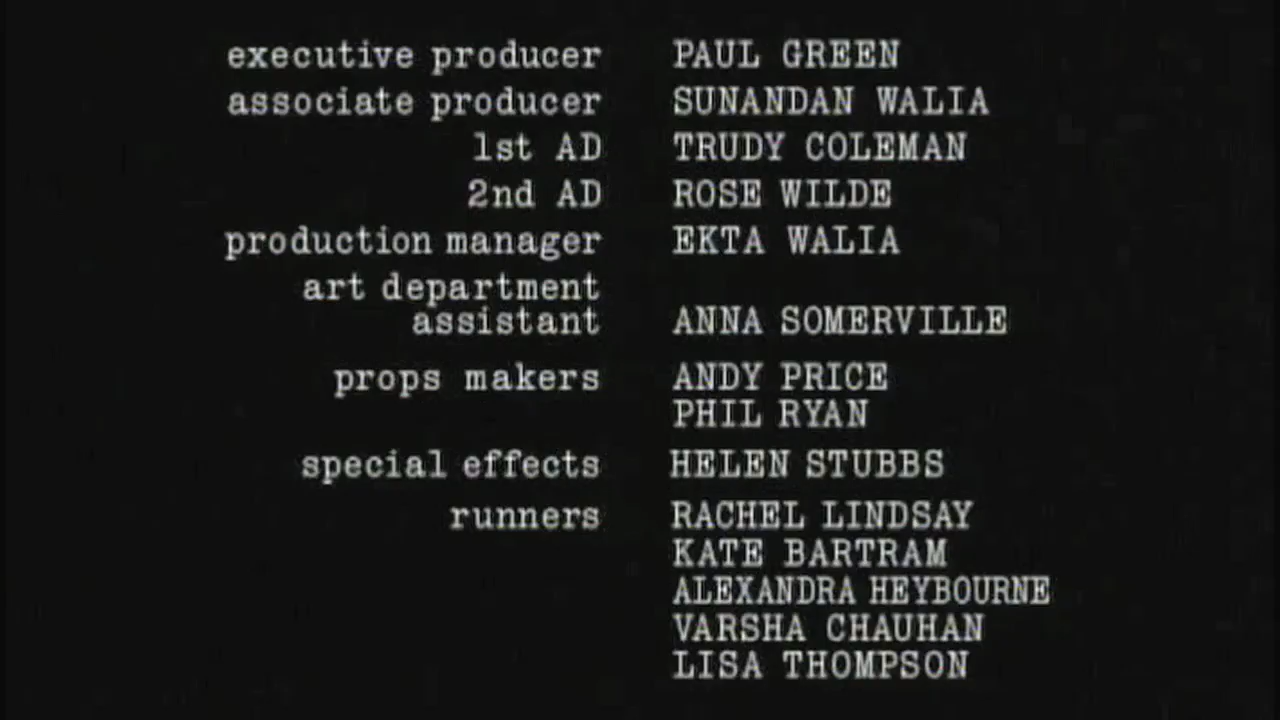 executive producer PAUL GREEN
associate producer SUNANDAN WALIA
1st AD TRUDY COLEMAN
2nd AD ROSE WILDE
production manager EKTA WALIA
art department
assistant ANNA SOMERVILLE
props makers ANDY PRICE
PHIL RYAN
special effects HELEN STUBBS
runners RACHEL LINDSAY
KATE BARTRAM
ALEXANDRA HEYBOURNE
VARSHA CHAUHAN
LISA THOMPSON